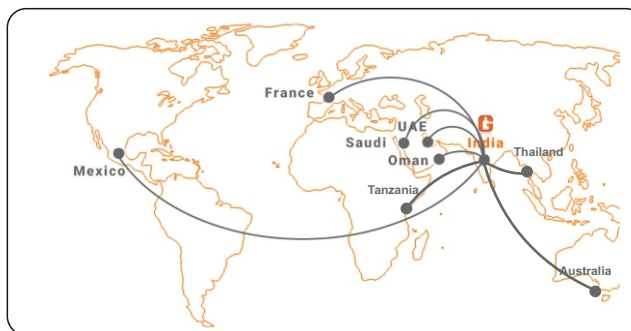 France
UAE
G
Saudi
India
Thailand
Oman
Mexico
Tanzania
Australia